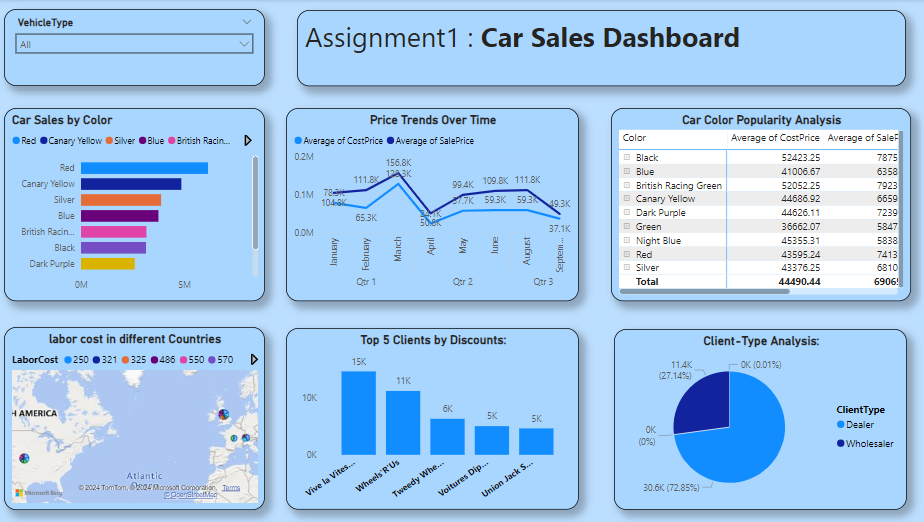 VehicleType
All
Assignment1 : Car Sales Dashboard
Car Sales by Color
Red Canary Yellow Silver Blue British Racin...
Red
Canary Yellow
Silver
Blue
British Racin...
Black
Dark Purple
0M 5M
Price Trends Over Time
Average of CostPrice Average of SalePrice
0.2M
0.1M
0.0M
156.8K
111.8K
104.8K
65.3K
99.4K
109.8K
111.8K
59.3K
59.3K
49.3K
37.1K
January February March April May June August Septem...
Qtr 1 Qtr 2 Qtr 3
Car Color Popularity Analysis
Color Average of CostPrice Average of SaleP
Black 52423.25 7875
Blue 41006.67 6358
British Racing Green 52052.25 7923
Canary Yellow 44686.92 6659
Dark Purple 44626.11 7239
Green 36662.07 5847
Night Blue 45355.31 5838
Red 43595.24 7413
Silver 43376.25 6810
Total 44490.44 6906
labor cost in different Countries
LaborCost 250 321 325 486 550 570
H AMERICA
Atlantic
Microsoft Bing
© 2024 TomTom, © 2024 Microsoft Corporation, Terms
© OpenStreetMap
Top 5 Clients by Discounts:
15K
11K
6K
5K
5K
10K
0K
Vive la Vites...
Wheels'R'Us
Tweedy Whe...
Voitures Dip...
Union Jack S...
Client-Type Analysis:
11.4K
(27.14%)
0K (0.01%)
0K
(0%)
30.6K (72.85%)
ClientType
Dealer
Wholesaler